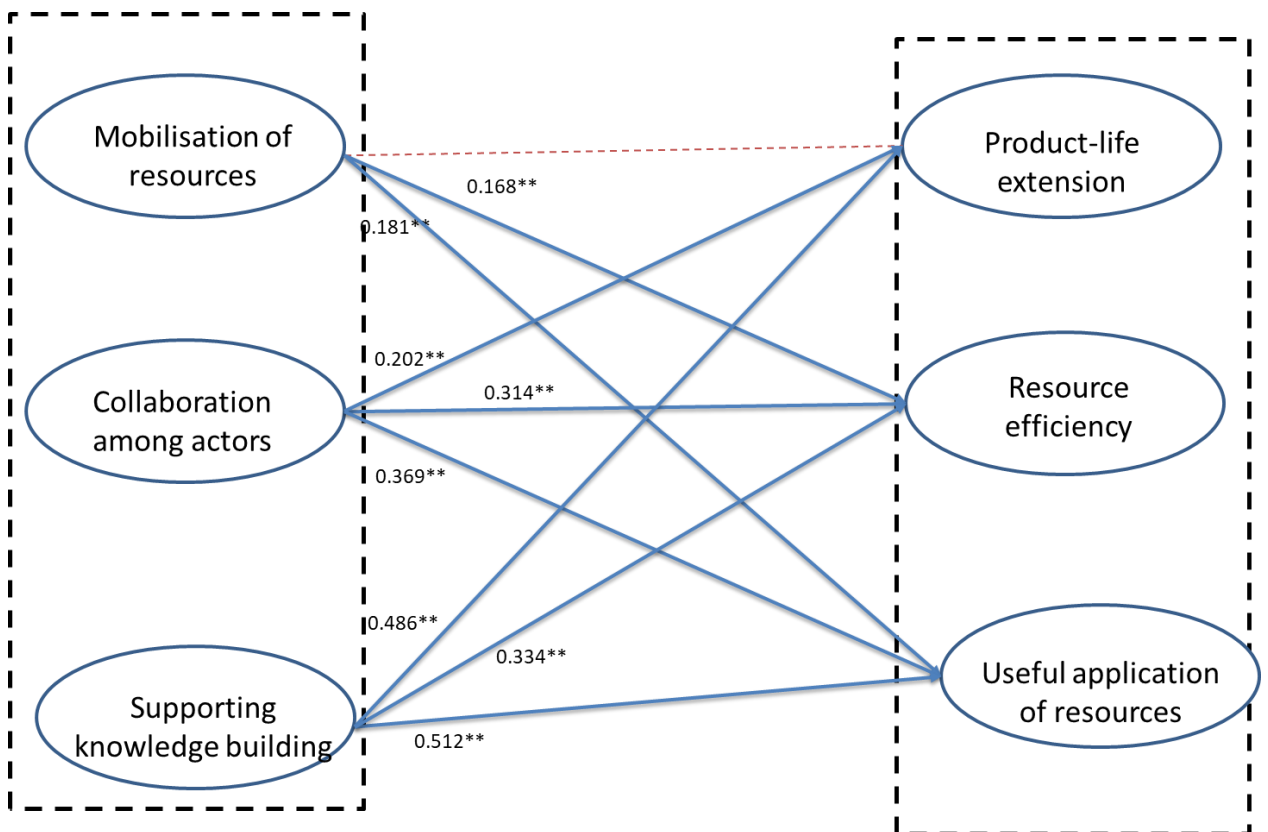 Mobilisation of
resources
Product-life
extension
0.168**
0.181**
0.202**
0.314**
Collaboration
among actors
Resource
efficiency
0.369**
0.486**
0.334**
0.512**
Supporting
knowledge building
Useful application
of resources